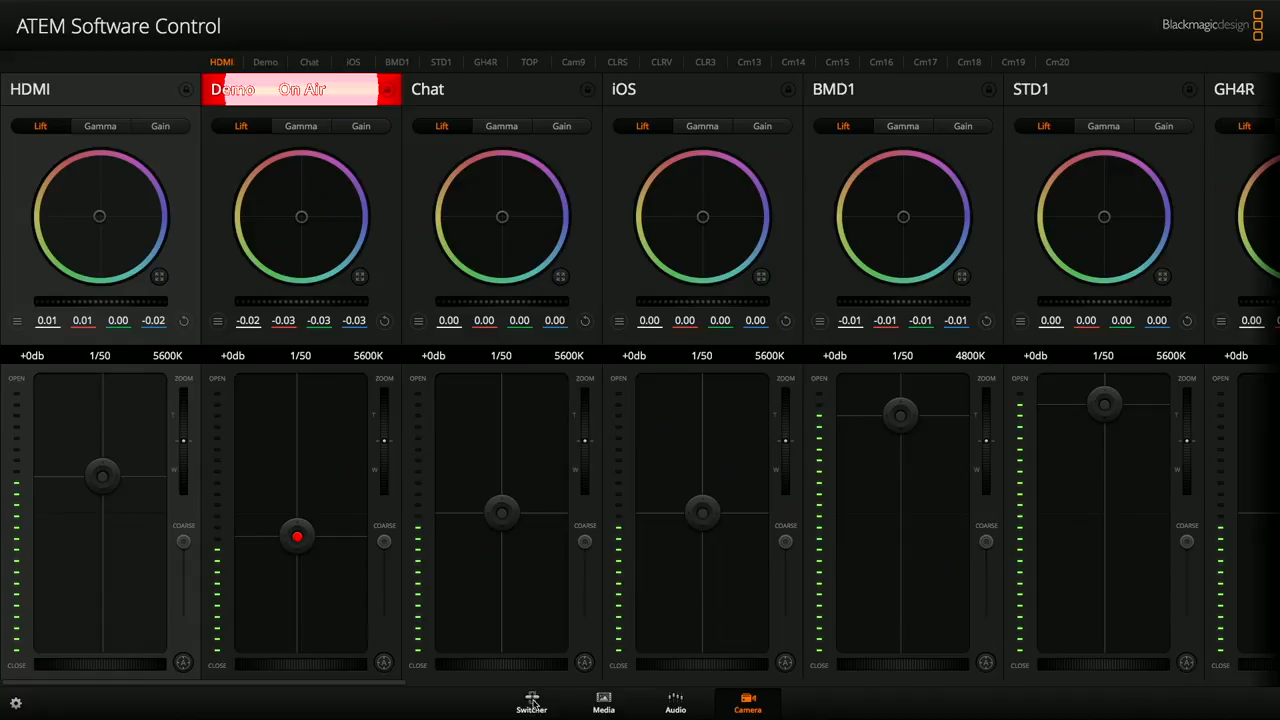 ATEM Software Control
Blackmagicdesign
HDMI Demo Chat iOS BMD1 STD1 GH4R TOP Cam9 CLRS CLRV CLR3 Cm13 Cm14 Cm15 Cm16 Cm17 Cm18 Cm19 Cm20
HDMI Demo On Air Chat iOS BMD1 STD1 GH4R
Lift Gamma Gain Lift Gamma Gain Lift Gamma Gain Lift Gamma Gain Lift Gamma Gain Lift Gamma Gain Lift
0.01 0.01 0.00 -0.02 -0.02 -0.03 -0.03 -0.03 0.00 0.00 0.00 0.00 0.00 0.00 0.00 0.00 -0.01 -0.01 -0.01 -0.01 0.00 0.00 0.00 0.00 0.00
+0db 1/50 5600K +0db 1/50 5600K +0db 1/50 5600K +0db 1/50 5600K +0db 1/50 4800K +0db 1/50 5600K +0db
OPEN ZOOM OPEN ZOOM OPEN ZOOM OPEN ZOOM OPEN ZOOM OPEN ZOOM OPEN
T T T T T T
W W W W W W
COARSE COARSE COARSE COARSE COARSE COARSE
CLOSE A CLOSE A CLOSE A CLOSE A CLOSE A CLOSE A CLOSE
Switcher Media Audio Camera